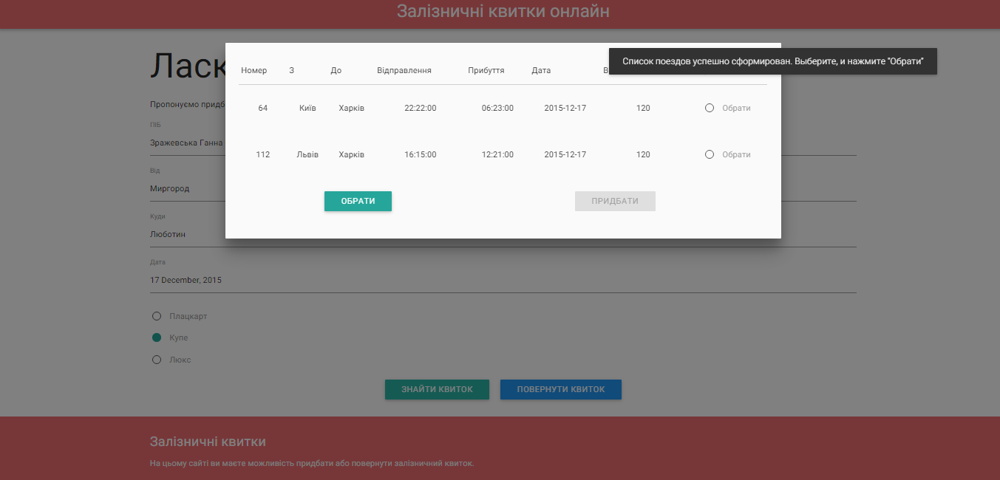 Залізничні квитки онлайн
Список поездов успешно сформирован. Выберите, и нажмите "Обрати"
Номер З До Відправлення Прибуття Дата
64 Київ Харків 22:22:00 06:23:00 2015-12-17 120 Обрати
112 Львів Харків 16:15:00 12:21:00 2015-12-17 120 Обрати
ОБРАТИ ПРИДБАТИ
Пропонуємо
ПІБ
Зражевська Ганна
Від
Миргород
Куди
Люботин
Дата
17 December, 2015
Плацкарт
Купе
Люкс
ЗНАЙТИ КВИТОК ПОВЕРНУТИ КВИТОК
Залізничні квитки
На цьому сайті ви маєте можливість придбати або повернути залізничний квиток.